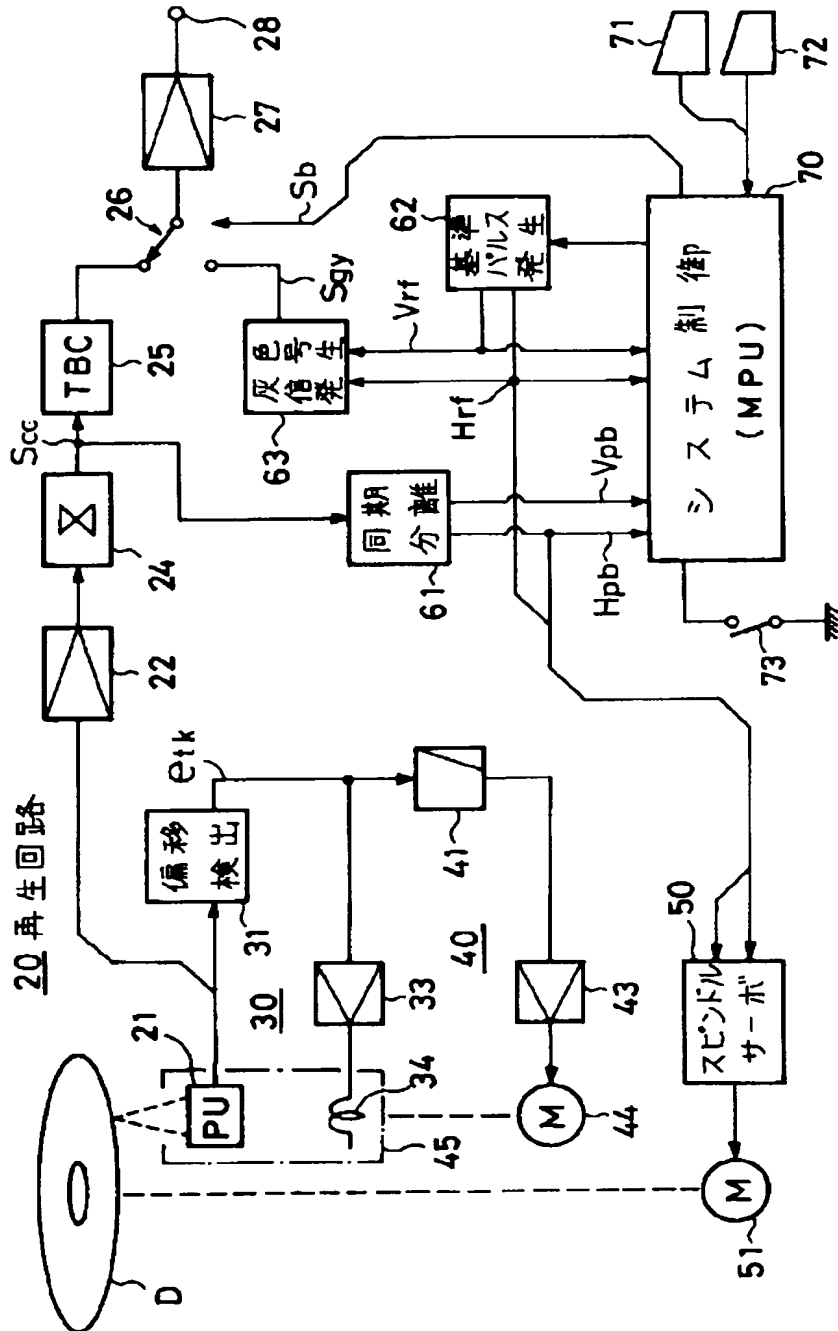 20 再生回路
D
PU
21
22
24
Scc
TBC
25
26
27
28
30
偏移
検出
31
etk
33
34
45
40
41
43
M
44
50
スピンドル
サーボ
M
51
同期
分離
61
灰色
信号
発生
63
Sgy
Sb
基準
パルス
発生
62
Vrf
Hrf
Vpb
Hpb
システム制御
(MPU)
70
71
72
73